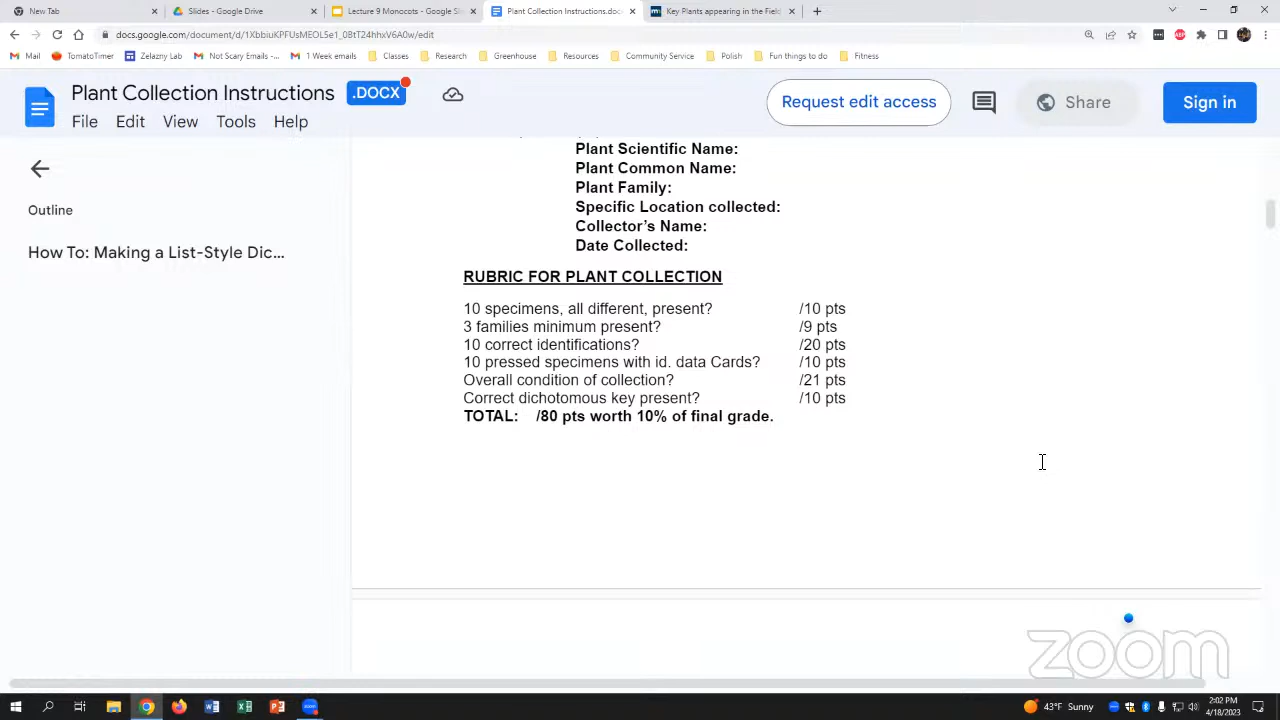 New Tab
Slides - Google Drive
Lecture 9 Monocots - Google Sl
Plant Collection Instructions.doc
Key Plants appearing in the Field
docs.google.com/document/d/1XbbiuKPFUsMEOL5e1_08tT24hhxV6A0w/edit
Mail
TomatoTimer
Zelazny Lab
Not Scary Emails -...
1 Week emails
Classes
Research
Greenhouse
Resources
Community Service
Polish
Fun things to do
Fitness
Plant Collection Instructions .DOCX
Request edit access
Share
Sign in
File Edit View Tools Help
Outline
How To: Making a List-Style Dic...
Plant Scientific Name:
Plant Common Name:
Plant Family:
Specific Location collected:
Collector’s Name:
Date Collected:
RUBRIC FOR PLANT COLLECTION
10 specimens, all different, present? /10 pts
3 families minimum present? /9 pts
10 correct identifications? /20 pts
10 pressed specimens with id. data Cards? /10 pts
Overall condition of collection? /21 pts
Correct dichotomous key present? /10 pts
TOTAL: /80 pts worth 10% of final grade.
zoom
43°F Sunny
2:02 PM
4/18/2023